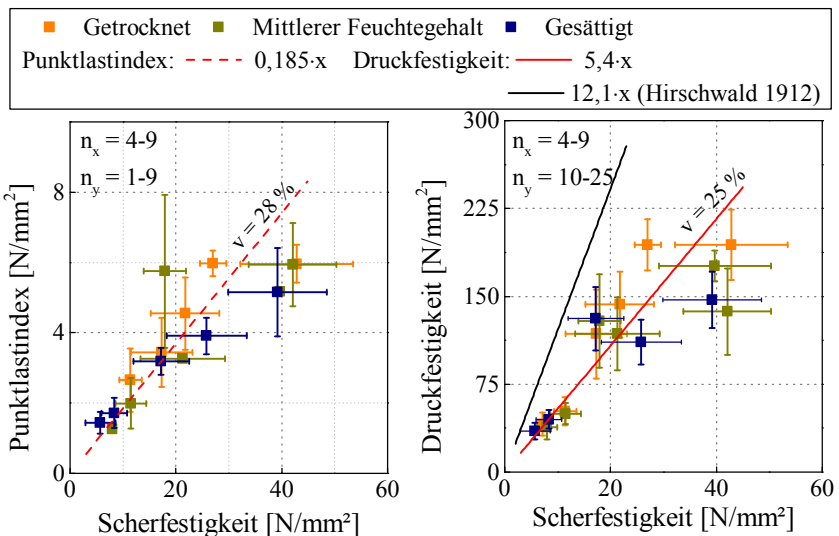 Getrocknet Mittlerer Feuchtegehalt Gesättigt
Punktlastindex: 0,185·x Druckfestigkeit: 5,4·x
12,1·x (Hirschwald 1912)
n_x = 4-9
n_y = 1-9
v = 28 %
8
4
0
0 20 40 60
Punktlastindex [N/mm²]
Scherfestigkeit [N/mm²]
n_x = 4-9
n_y = 10-25
v = 25 %
300
225
150
75
0
0 20 40 60
Druckfestigkeit [N/mm²]
Scherfestigkeit [N/mm²]